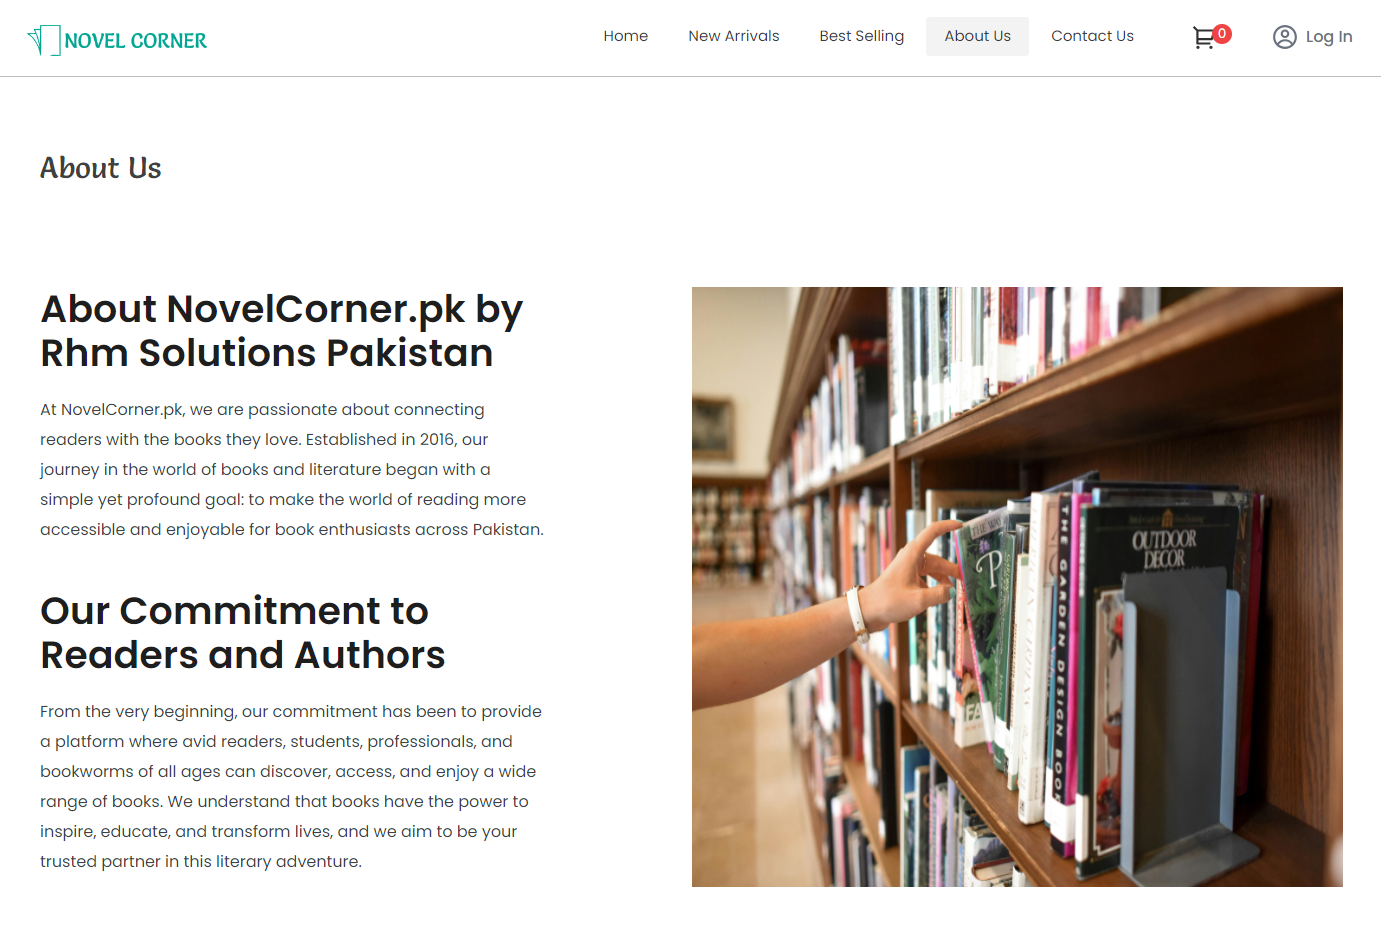 NOVEL CORNER
Home
New Arrivals
Best Selling
About Us
Contact Us
0
Log In
About Us
About NovelCorner.pk by
Rhm Solutions Pakistan
At NovelCorner.pk, we are passionate about connecting
readers with the books they love. Established in 2016, our
journey in the world of books and literature began with a
simple yet profound goal: to make the world of reading more
accessible and enjoyable for book enthusiasts across Pakistan.
Our Commitment to
Readers and Authors
From the very beginning, our commitment has been to provide
a platform where avid readers, students, professionals, and
bookworms of all ages can discover, access, and enjoy a wide
range of books. We understand that books have the power to
inspire, educate, and transform lives, and we aim to be your
trusted partner in this literary adventure.
THE GARDEN DESIGN BOOK
OUTDOOR
DECOR